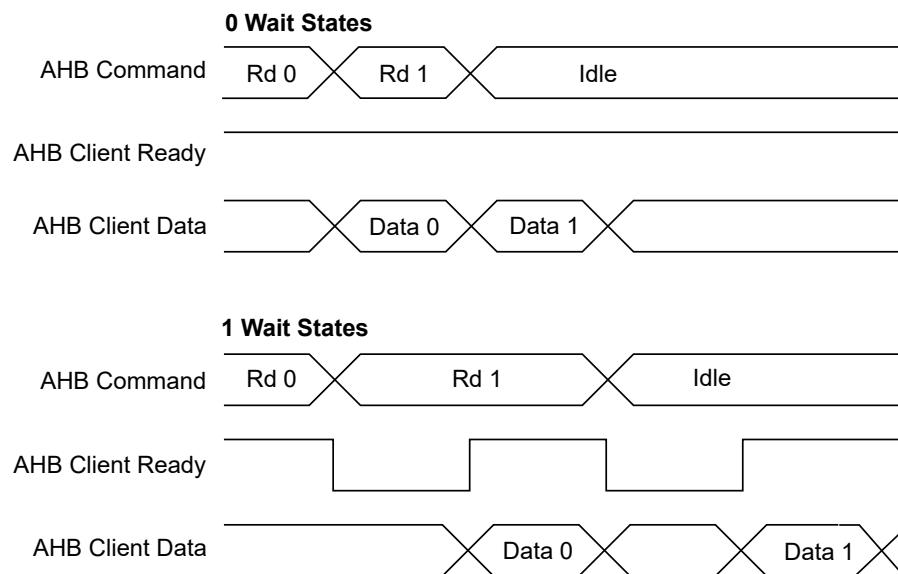 0 Wait States
AHB Command Rd 0 Rd 1 Idle
AHB Client Ready
AHB Client Data Data 0 Data 1
1 Wait States
AHB Command Rd 0 Rd 1 Idle
AHB Client Ready
AHB Client Data Data 0 Data 1